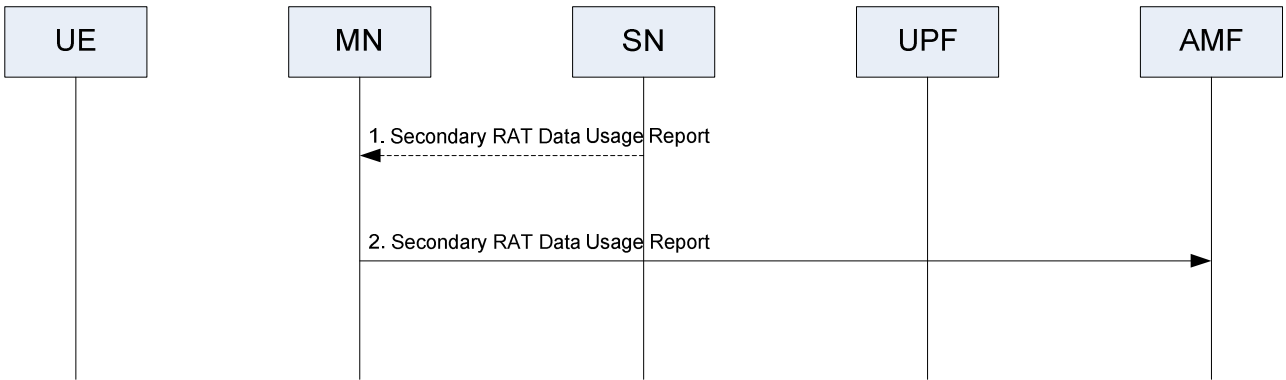 UE
MN
SN
UPF
AMF
1. Secondary RAT Data Usage Report
2. Secondary RAT Data Usage Report